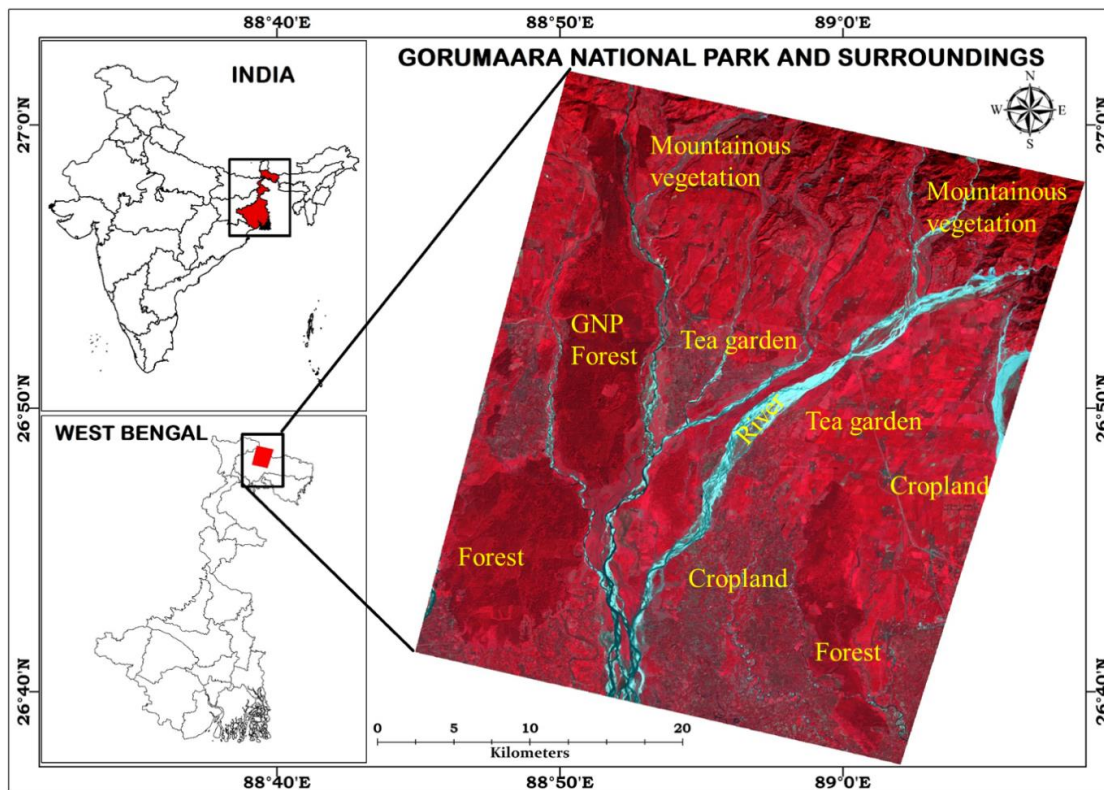 88°40'E
88°50'E
89°0'E
INDIA
GORUMAARA NATIONAL PARK AND SURROUNDINGS
N
W
E
S
27°0'N
27°0'N
Mountainous
vegetation
Mountainous
vegetation
GNP
Forest
Tea garden
26°50'N
26°50'N
River
Tea garden
WEST BENGAL
Cropland
Forest
Cropland
Forest
26°40'N
26°40'N
0
5
10
20
Kilometers
88°40'E
88°50'E
89°0'E